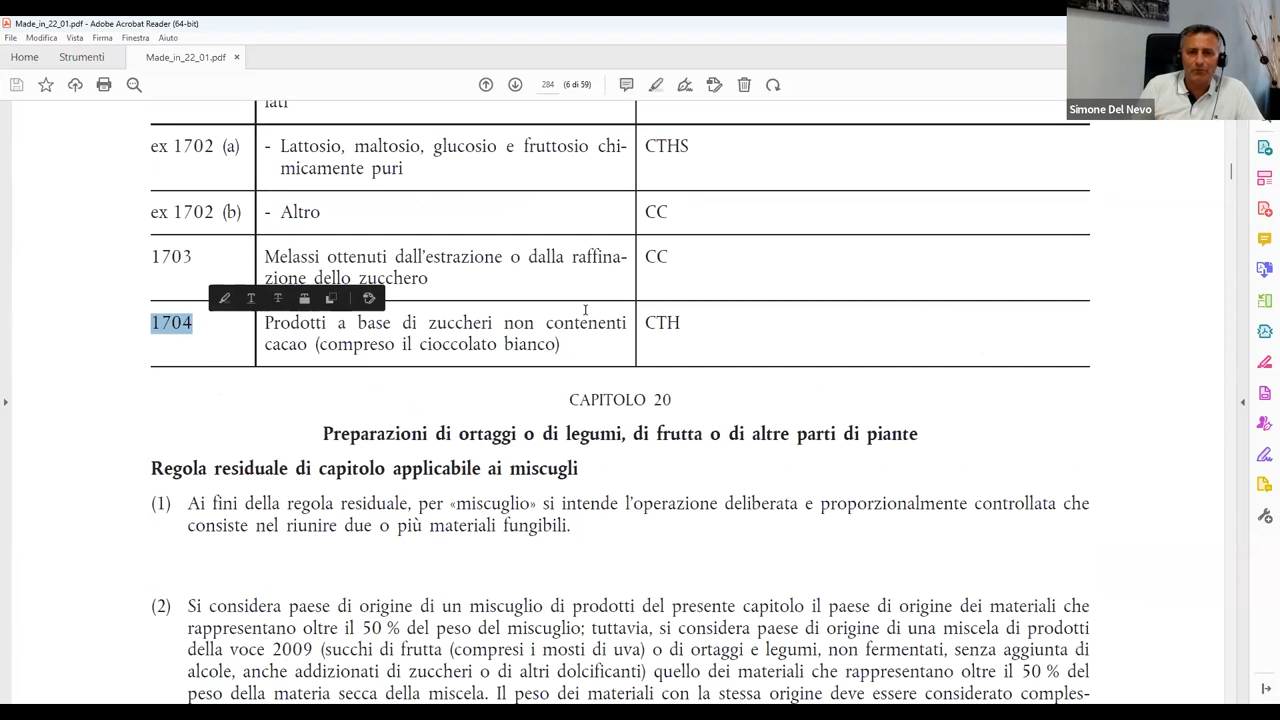 Made_in_22_01.pdf - Adobe Acrobat Reader (64-bit)
File Modifica Vista Firma Finestra Aiuto
Home Strumenti Made_in_22_01.pdf ×
284 (6 di 59)
Simone Del Nevo
lati
ex 1702 (a) - Lattosio, maltosio, glucosio e fruttosio chi- CTHS
micamente puri
ex 1702 (b) - Altro CC
1703 Melassi ottenuti dall'estrazione o dalla raffina- CC
zione dello zucchero
1704 Prodotti a base di zuccheri non contenenti CTH
cacao (compreso il cioccolato bianco)
CAPITOLO 20
Preparazioni di ortaggi o di legumi, di frutta o di altre parti di piante
Regola residuale di capitolo applicabile ai miscugli
(1) Ai fini della regola residuale, per «miscuglio» si intende l'operazione deliberata e proporzionalmente controllata che
consiste nel riunire due o più materiali fungibili.
(2) Si considera paese di origine di un miscuglio di prodotti del presente capitolo il paese di origine dei materiali che
rappresentano oltre il 50 % del peso del miscuglio; tuttavia, si considera paese di origine di una miscela di prodotti
della voce 2009 (succhi di frutta (compresi i mosti di uva) o di ortaggi e legumi, non fermentati, senza aggiunta di
alcole, anche addizionati di zuccheri o di altri dolcificanti) quello dei materiali che rappresentano oltre il 50 % del
peso della materia secca della miscela. Il peso dei materiali con la stessa origine deve essere considerato comples-